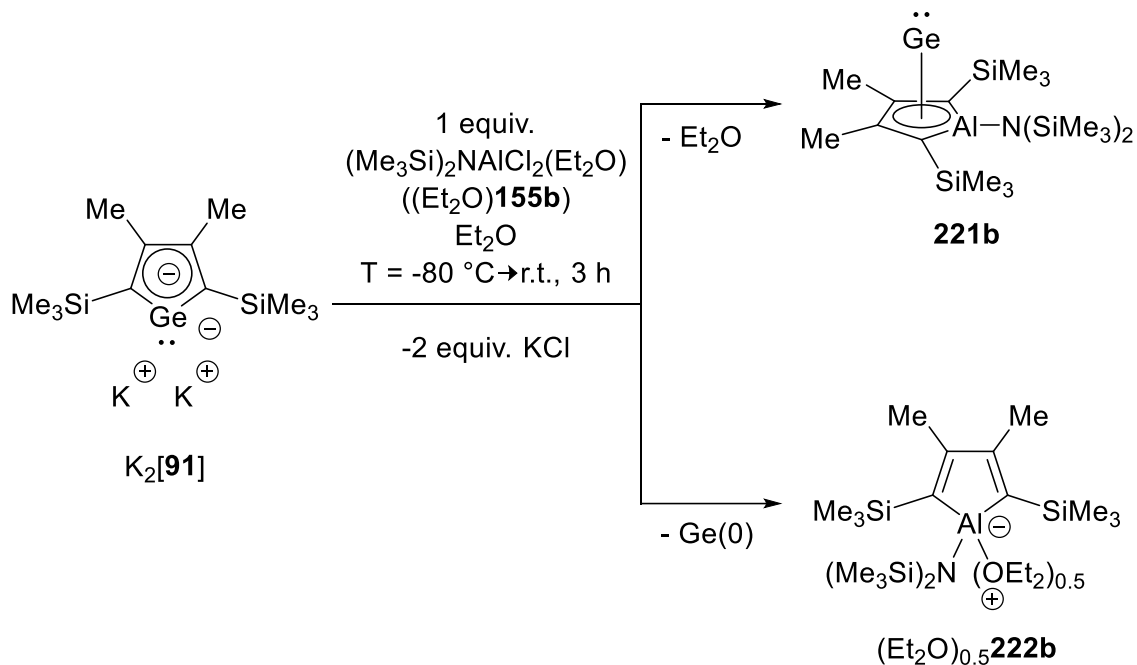 Me Me
Me₃Si SiMe₃
Ge ⊖
⊖
K⊕ K⊕
K₂[91]
1 equiv.
(Me₃Si)₂NAlCl₂(Et₂O)
((Et₂O)155b)
Et₂O
T = -80 °C→r.t., 3 h
-2 equiv. KCl
- Et₂O
Ge
Me SiMe₃
Me Al N(SiMe₃)₂
SiMe₃
221b
- Ge(0)
Me Me
Me₃Si SiMe₃
Al ⊖
(Me₃Si)₂N (OEt₂)₀.₅
⊕
(Et₂O)₀.₅222b